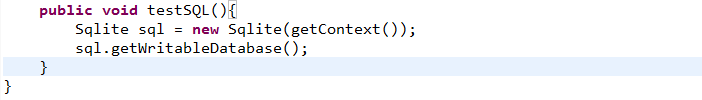 public void testSQL(){
Sqlite sql = new Sqlite(getContext());
sql.getWritableDatabase();
}
}